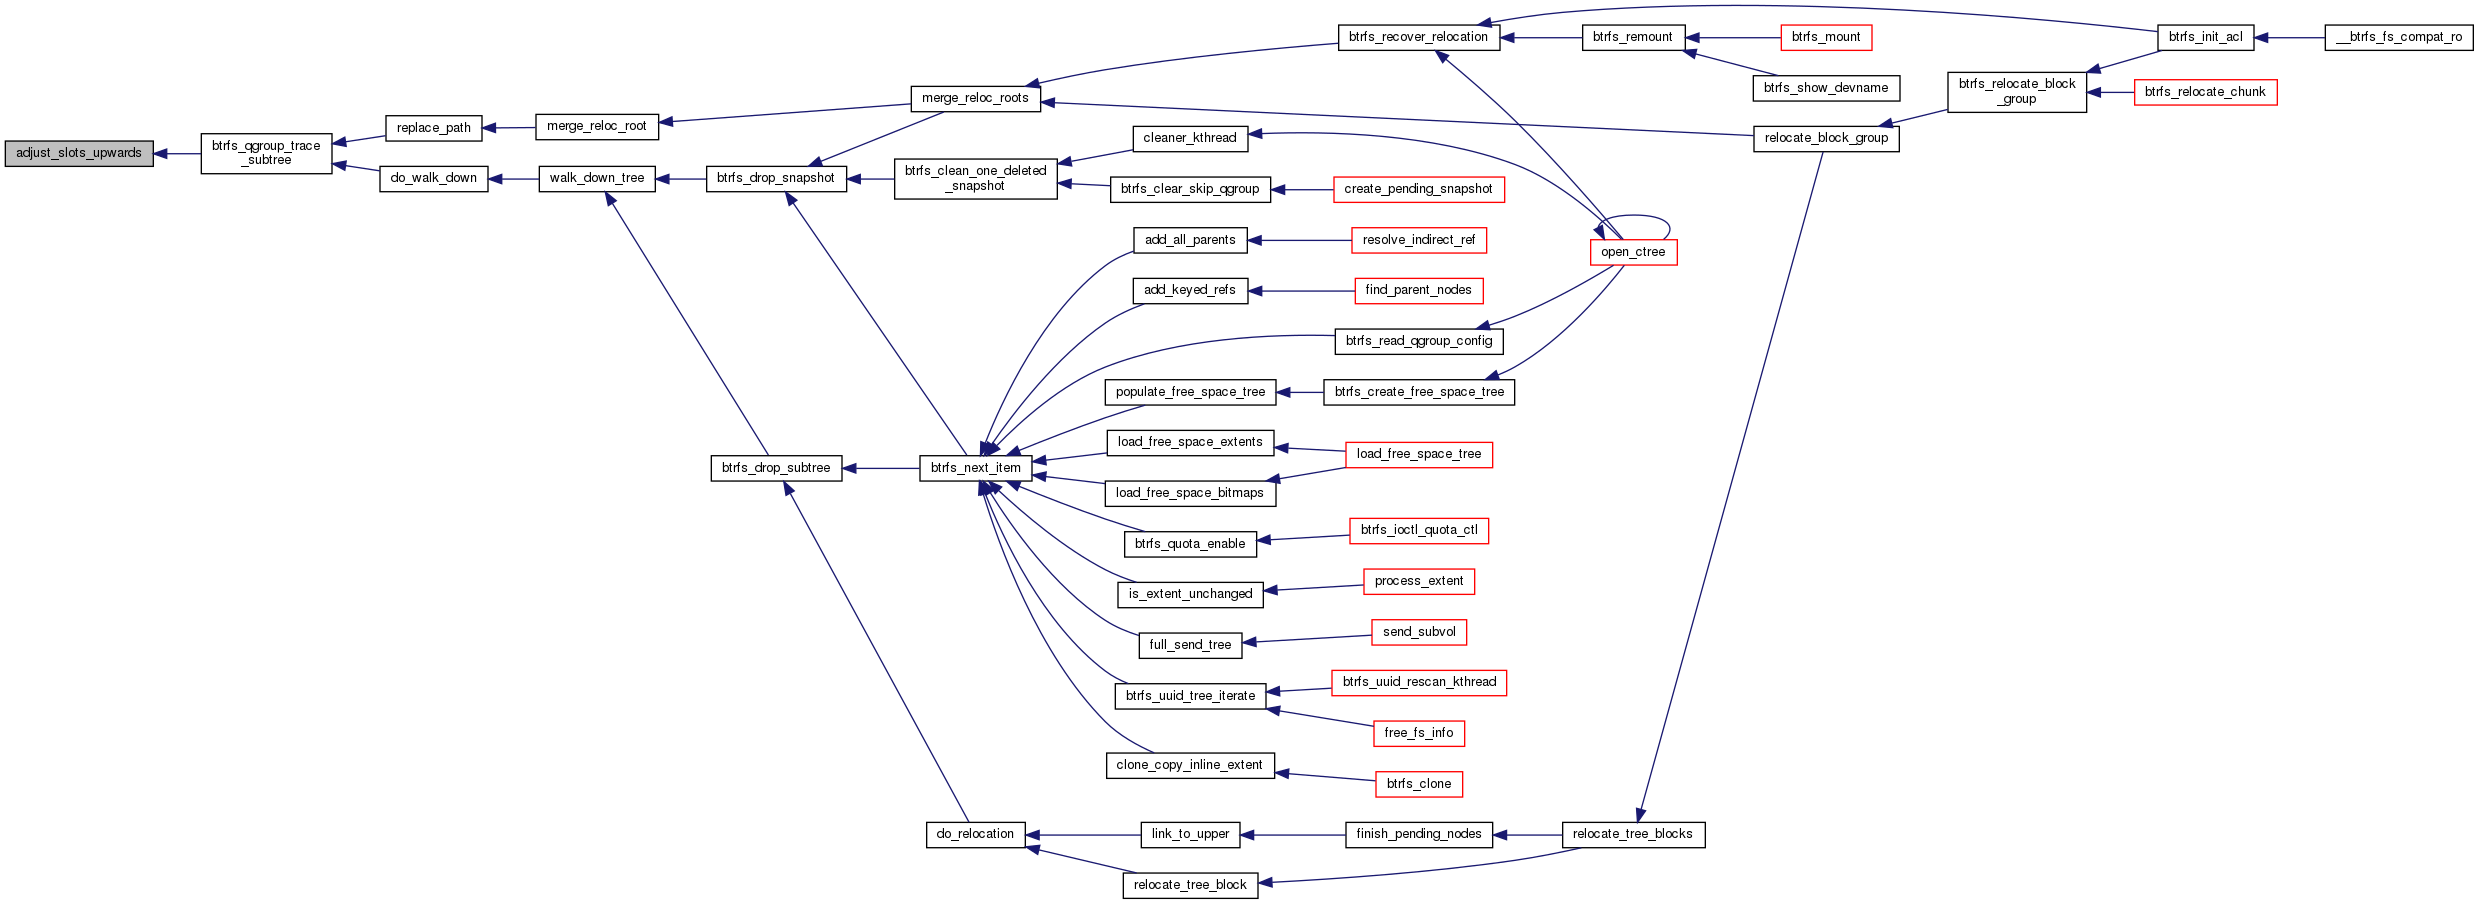 adjust_slots_upwards
btrfs_qgroup_trace
_subtree
replace_path
do_walk_down
merge_reloc_root
walk_down_tree
merge_reloc_roots
btrfs_drop_snapshot
btrfs_drop_subtree
btrfs_clean_one_deleted
_snapshot
btrfs_next_item
do_relocation
cleaner_kthread
btrfs_clear_skip_qgroup
add_all_parents
add_keyed_refs
populate_free_space_tree
load_free_space_extents
load_free_space_bitmaps
btrfs_quota_enable
is_extent_unchanged
full_send_tree
btrfs_uuid_tree_iterate
clone_copy_inline_extent
link_to_upper
relocate_tree_block
btrfs_recover_relocation
create_pending_snapshot
resolve_indirect_ref
find_parent_nodes
btrfs_read_qgroup_config
btrfs_create_free_space_tree
load_free_space_tree
btrfs_ioctl_quota_ctl
process_extent
send_subvol
btrfs_uuid_rescan_kthread
free_fs_info
btrfs_clone
finish_pending_nodes
btrfs_remount
open_ctree
relocate_tree_blocks
btrfs_mount
btrfs_show_devname
relocate_block_group
btrfs_relocate_block
_group
btrfs_init_acl
btrfs_relocate_chunk
__btrfs_fs_compat_ro